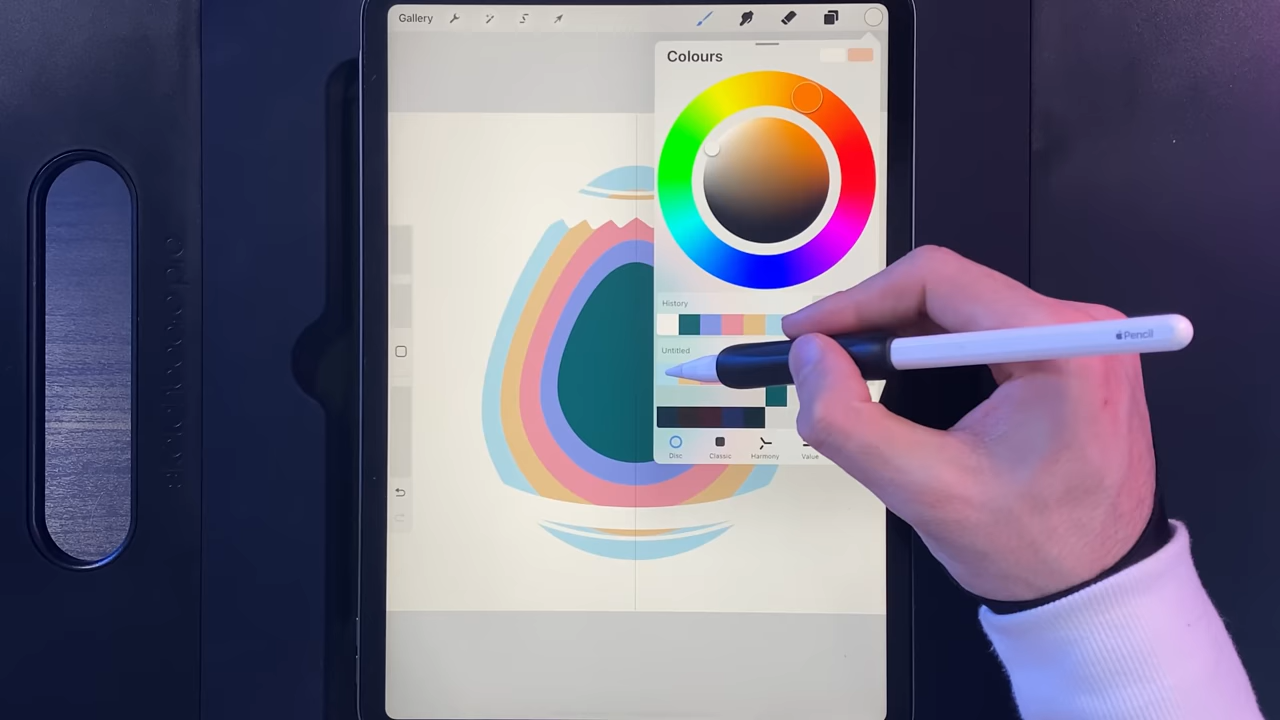 Gallery
Colours
History
Untitled
Disc
Classic
Harmony
Value
Pencil